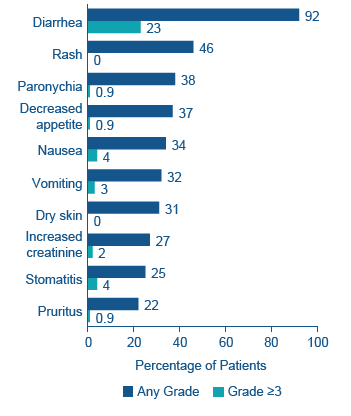 Diarrhea 92
23
Rash 46
0
Paronychia 38
0.9
Decreased 37
appetite 0.9
Nausea 34
4
Vomiting 32
3
Dry skin 31
0
Increased 27
creatinine 2
Stomatitis 25
4
Pruritus 22
0.9
0 20 40 60 80 100
Percentage of Patients
Any Grade Grade ≥3